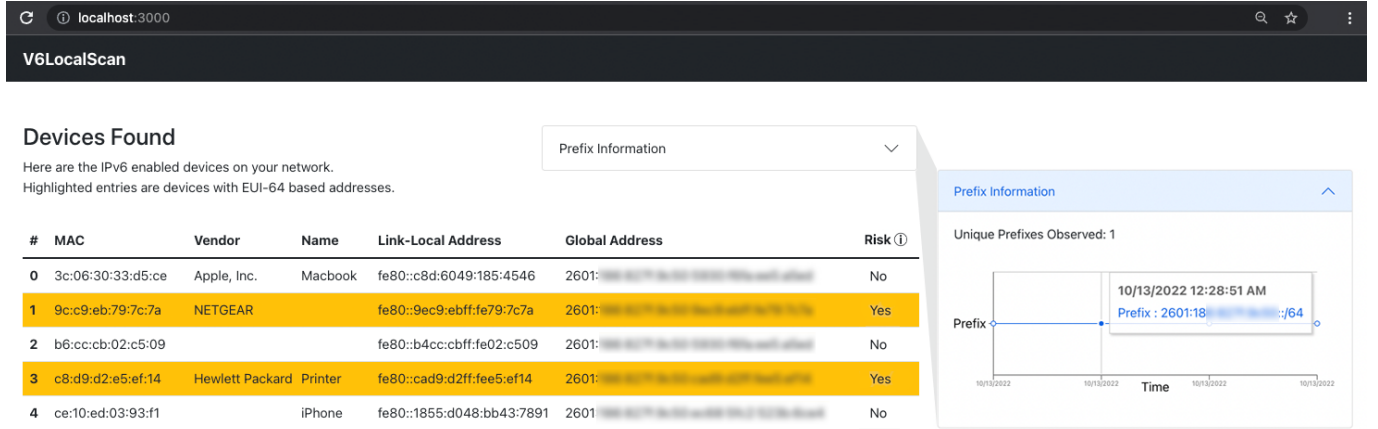 localhost:3000
V6LocalScan
Devices Found
Here are the IPv6 enabled devices on your network.
Highlighted entries are devices with EUI-64 based addresses.
Prefix Information
# MAC Vendor Name Link-Local Address Global Address Risk
0 3c:06:30:33:d5:ce Apple, Inc. Macbook fe80::c8d:6049:185:4546 2601: No
1 9c:c9:eb:79:7c:7a NETGEAR fe80::9ec9:ebff:fe79:7c7a 2601: Yes
2 b6:cc:cb:02:c5:09 fe80::b4cc:cbff:fe02:c509 2601: No
3 c8:d9:d2:e5:ef:14 Hewlett Packard Printer fe80::cad9:d2ff:fee5:ef14 2601: Yes
4 ce:10:ed:03:93:f1 iPhone fe80::1855:d048:bb43:7891 2601 No
Prefix Information
Unique Prefixes Observed: 1
10/13/2022 12:28:51 AM
Prefix : 2601:18 ::/64
Prefix
10/13/2022 10/13/2022 10/13/2022 10/13/2022
Time